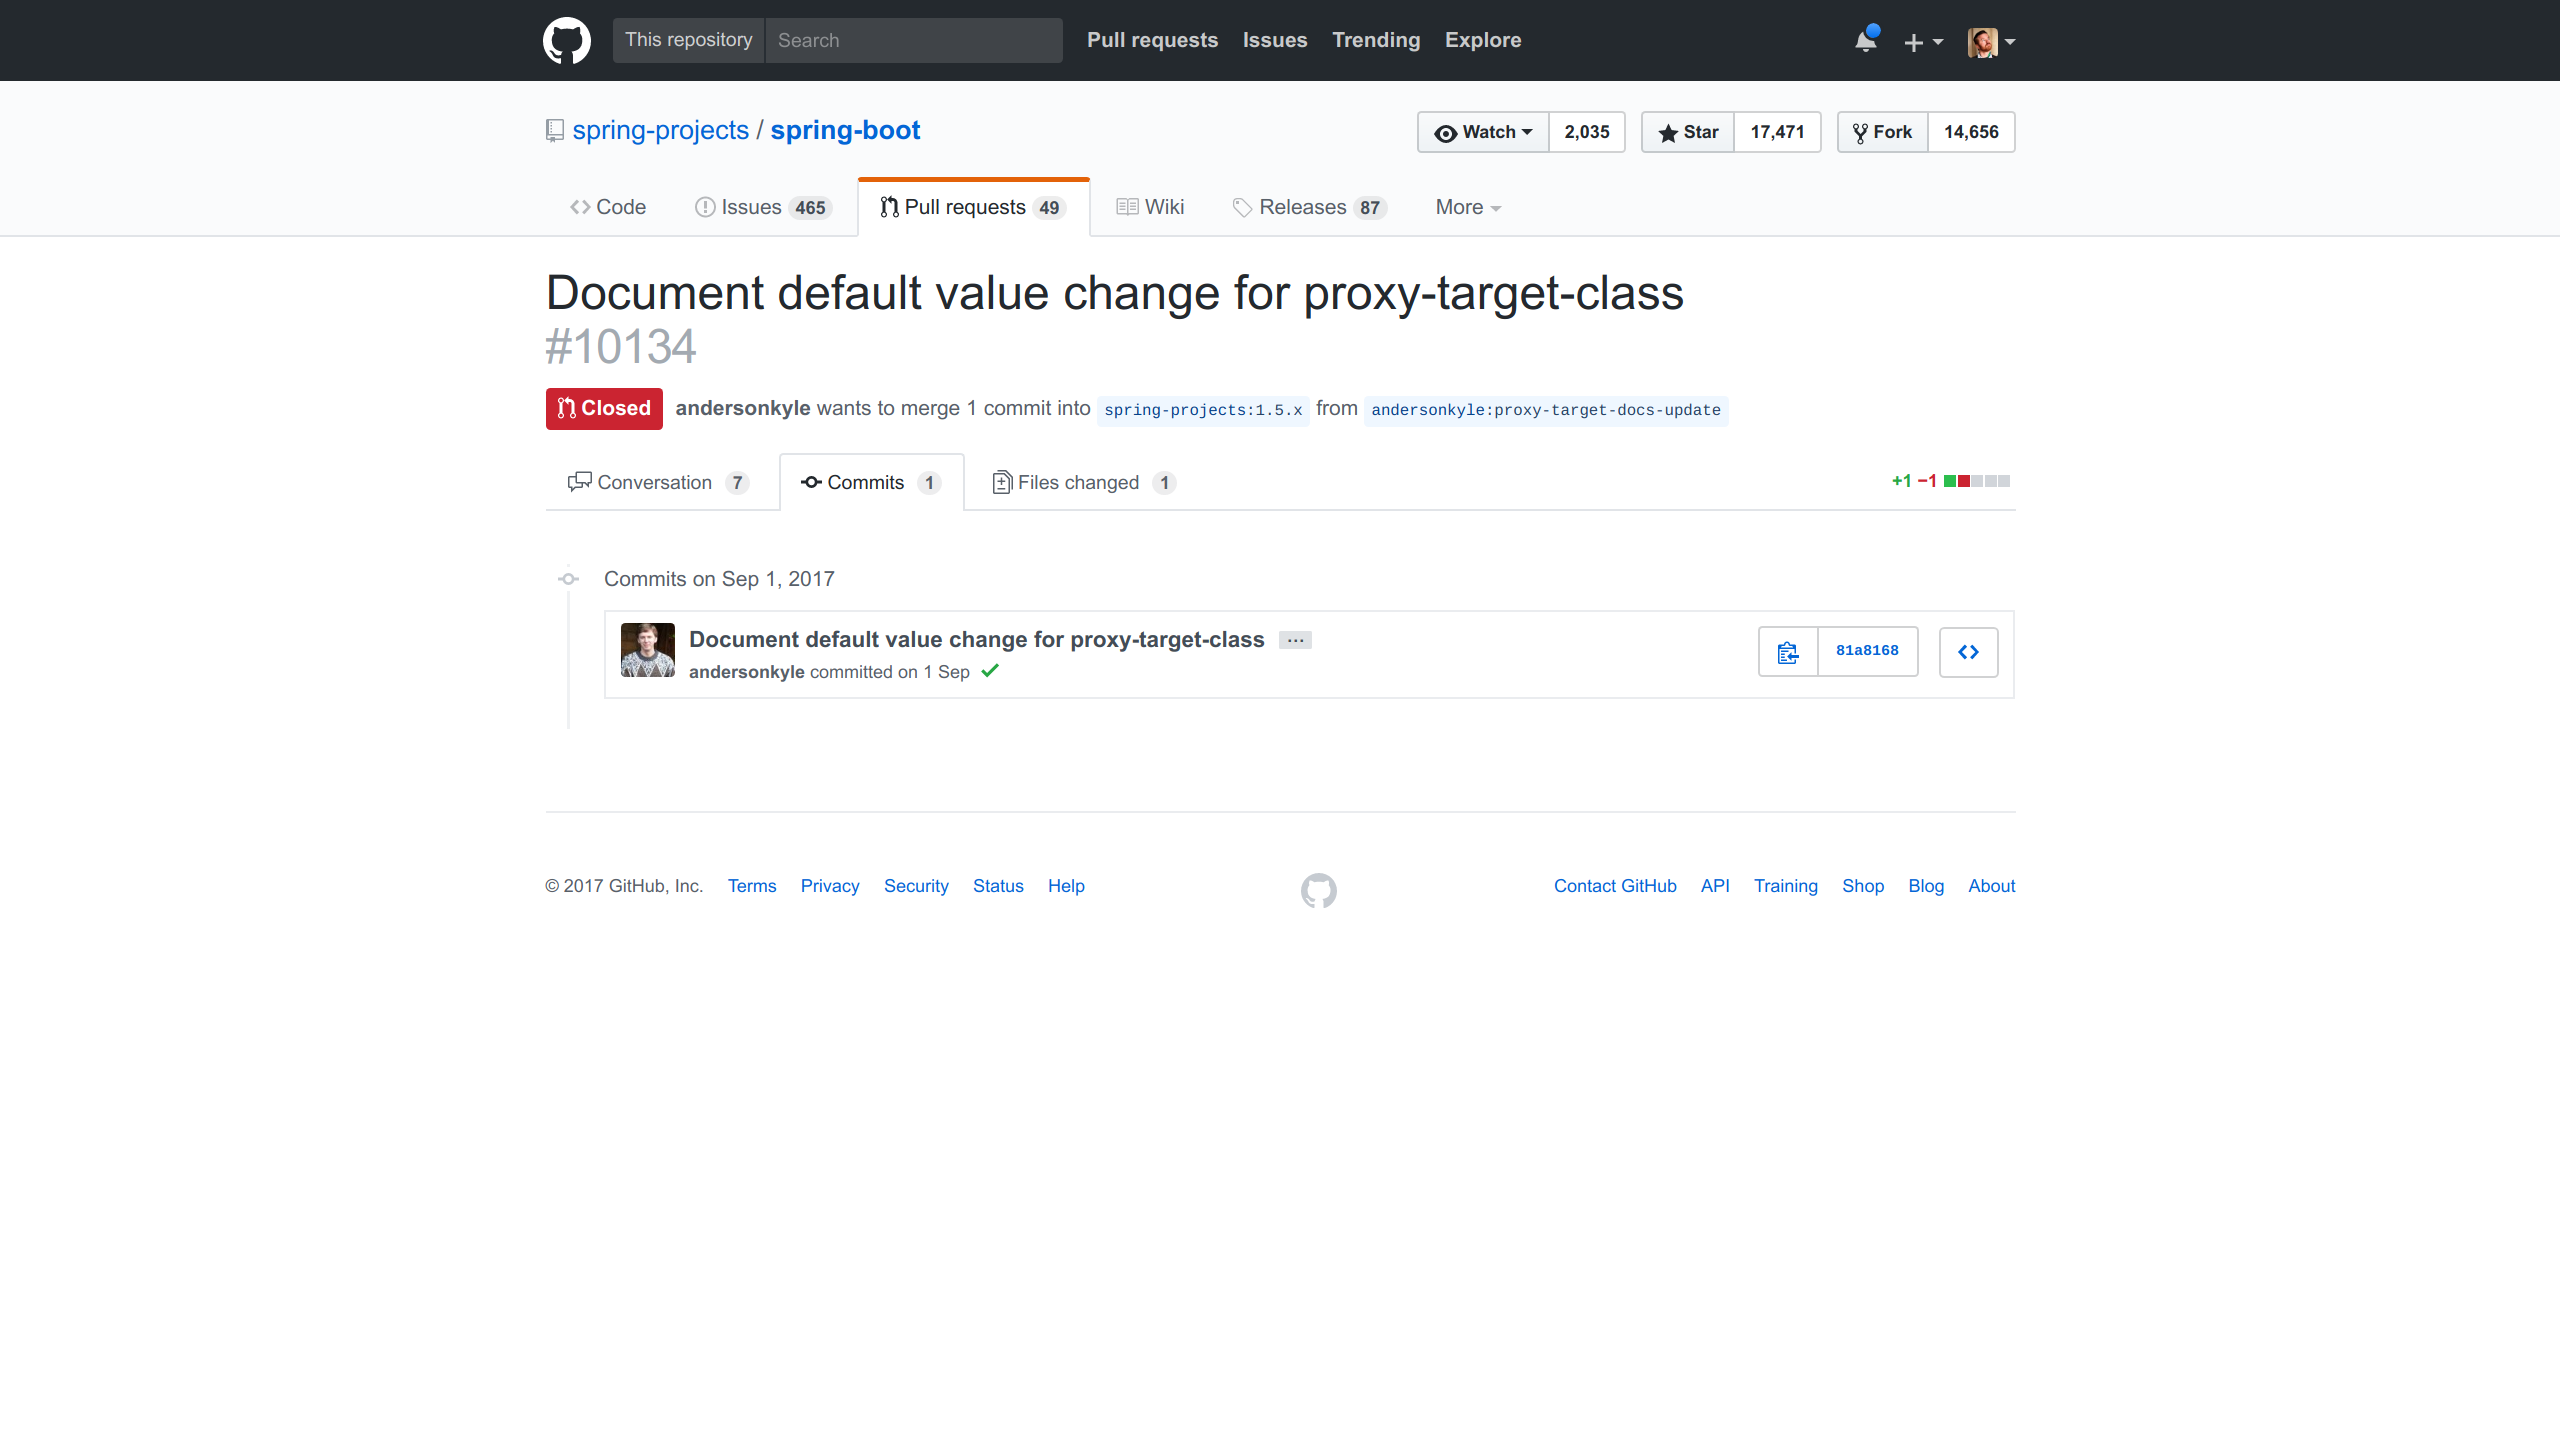 This repository Search Pull requests Issues Trending Explore
spring-projects / spring-boot Watch 2,035 Star 17,471 Fork 14,656
Code Issues 465 Pull requests 49 Wiki Releases 87 More
Document default value change for proxy-target-class
#10134
Closed andersonkyle wants to merge 1 commit into spring-projects:1.5.x from andersonkyle:proxy-target-docs-update
Conversation 7 Commits 1 Files changed 1 +1 −1
Commits on Sep 1, 2017
Document default value change for proxy-target-class …
andersonkyle committed on 1 Sep
81a8168
© 2017 GitHub, Inc. Terms Privacy Security Status Help Contact GitHub API Training Shop Blog About